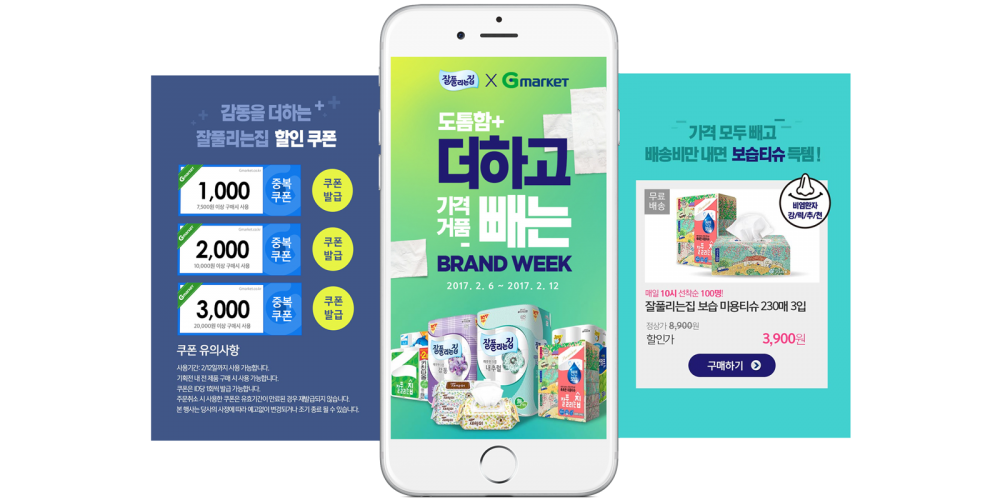 감동을 더하는
잘풀리는집 할인 쿠폰
Gmarket
1,000
7,500원 이상 구매시 사용
중복
쿠폰
쿠폰
발급
Gmarket
2,000
10,000원 이상 구매시 사용
중복
쿠폰
쿠폰
발급
Gmarket
3,000
20,000원 이상 구매시 사용
중복
쿠폰
쿠폰
발급
쿠폰 유의사항
사용기간: 2/12일까지 사용 가능합니다.
기획전 내 전 제품 구매 시 사용 가능합니다.
쿠폰은 ID당 1회씩 발급 가능합니다.
주문취소 시 사용한 쿠폰은 유효기간이 만료된 경우 재발급되지 않습니다.
본 행사는 당사의 사정에 따라 예고없이 변경되거나 조기 종료 될 수 있습니다.
잘풀리는집 X Gmarket
도톰함+
더하고
가격
거품 빼는
BRAND WEEK
2017. 2. 6 – 2017. 2. 12
잘풀리는집
잘풀리는집
가격 모두 빼고
배송비만 내면 보습티슈 득템!
무료
배송
비염환자
강/력/추/천
매일 10시 선착순 100명!
잘풀리는집 보습 미용티슈 230매 3입
정상가 8,900원
할인가 3,900원
구매하기